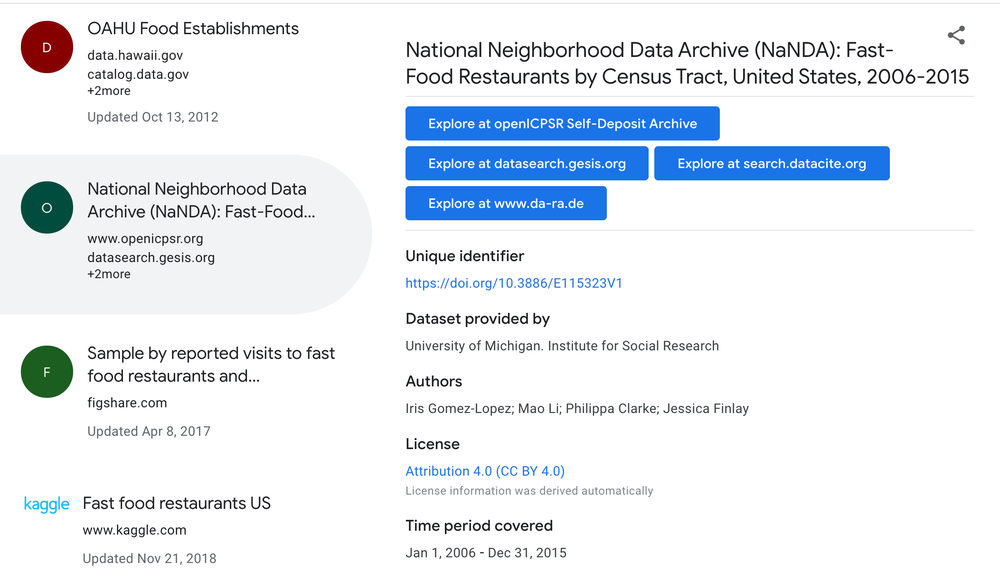 D
OAHU Food Establishments
data.hawaii.gov
catalog.data.gov
+2more
Updated Oct 13, 2012
O
National Neighborhood Data
Archive (NaNDA): Fast-Food...
www.openicpsr.org
datasearch.gesis.org
+2more
F
Sample by reported visits to fast
food restaurants and...
figshare.com
Updated Apr 8, 2017
kaggle
Fast food restaurants US
www.kaggle.com
Updated Nov 21, 2018
National Neighborhood Data Archive (NaNDA): Fast-
Food Restaurants by Census Tract, United States, 2006-2015
Explore at openICPSR Self-Deposit Archive
Explore at datasearch.gesis.org
Explore at search.datacite.org
Explore at www.da-ra.de
Unique identifier
https://doi.org/10.3886/E115323V1
Dataset provided by
University of Michigan. Institute for Social Research
Authors
Iris Gomez-Lopez; Mao Li; Philippa Clarke; Jessica Finlay
License
Attribution 4.0 (CC BY 4.0)
License information was derived automatically
Time period covered
Jan 1, 2006 - Dec 31, 2015